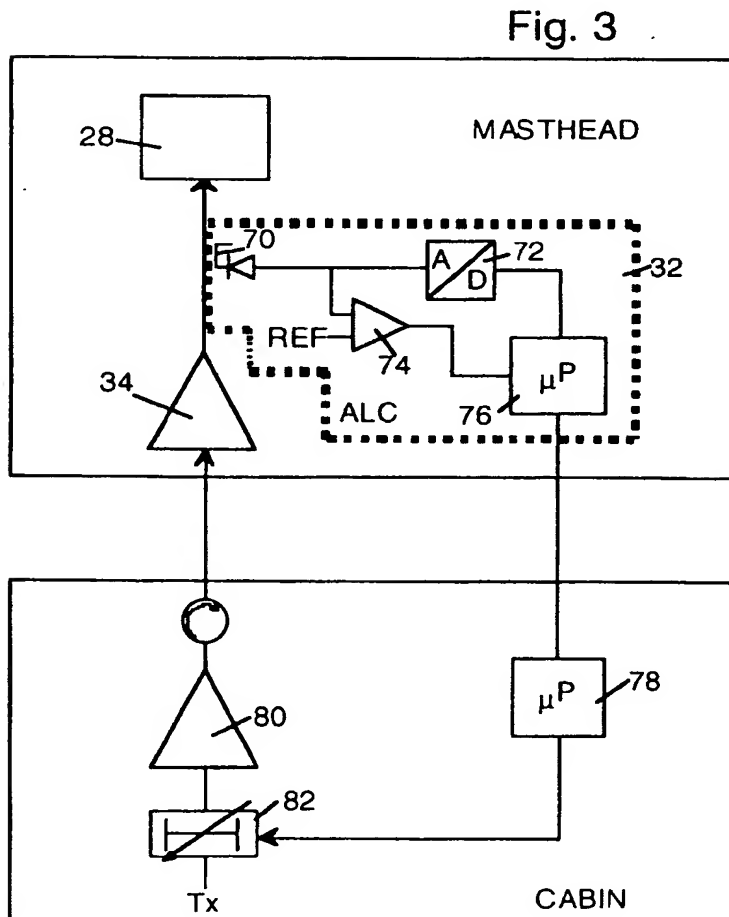 Fig. 3
MASTHEAD
28
70
A
D
72
32
REF
74
34
ALC
76
μP
80
μP
78
82
Tx
CABIN